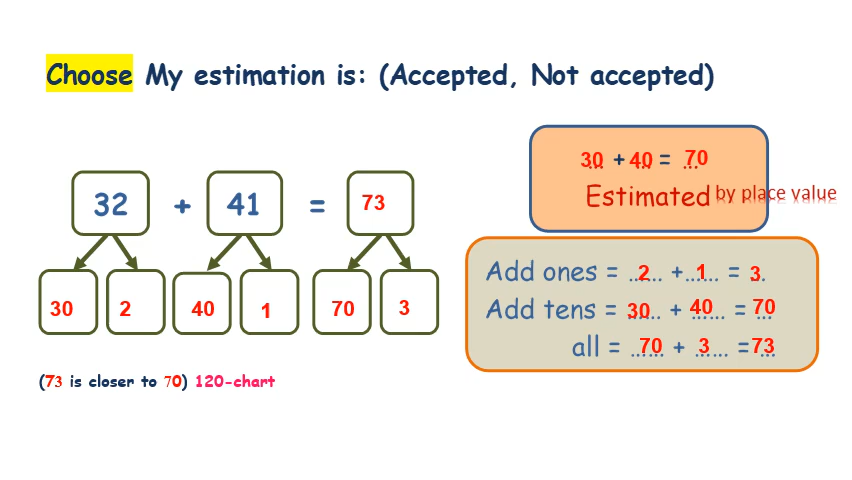 Choose My estimation is: (Accepted, Not accepted)
30 + 40 = 70
Estimated by place value
32 + 41 = 73
30 2 40 1 70 3
Add ones = ...2... +...1... = 3..
Add tens = 30... + 40... = 70...
all = ...70... + ...3... = 73...
(73 is closer to 70) 120-chart